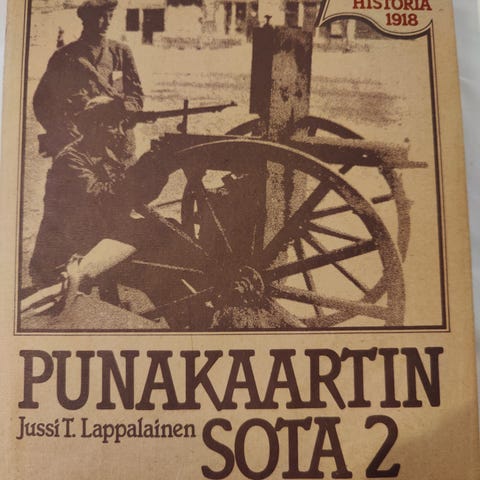 HISTORIA
1918
PUNAKAARTIN
Jussi T. Lappalainen
SOTA 2